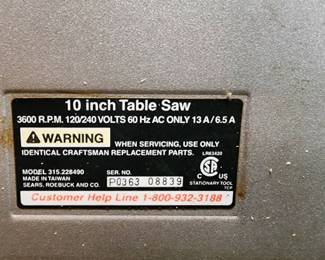 10 inch Table Saw
3600 R.P.M. 120/240 VOLTS 60 Hz AC ONLY 13 A / 6.5 A
WARNING WHEN SERVICING, USE ONLY
IDENTICAL CRAFTSMAN REPLACEMENT PARTS. LR63420
MODEL 315.228490 SER. NO. P0363 08839
MADE IN TAIWAN
SEARS, ROEBUCK AND CO.
C US
STATIONARY TOOL
Customer Help Line 1-800-932-3188